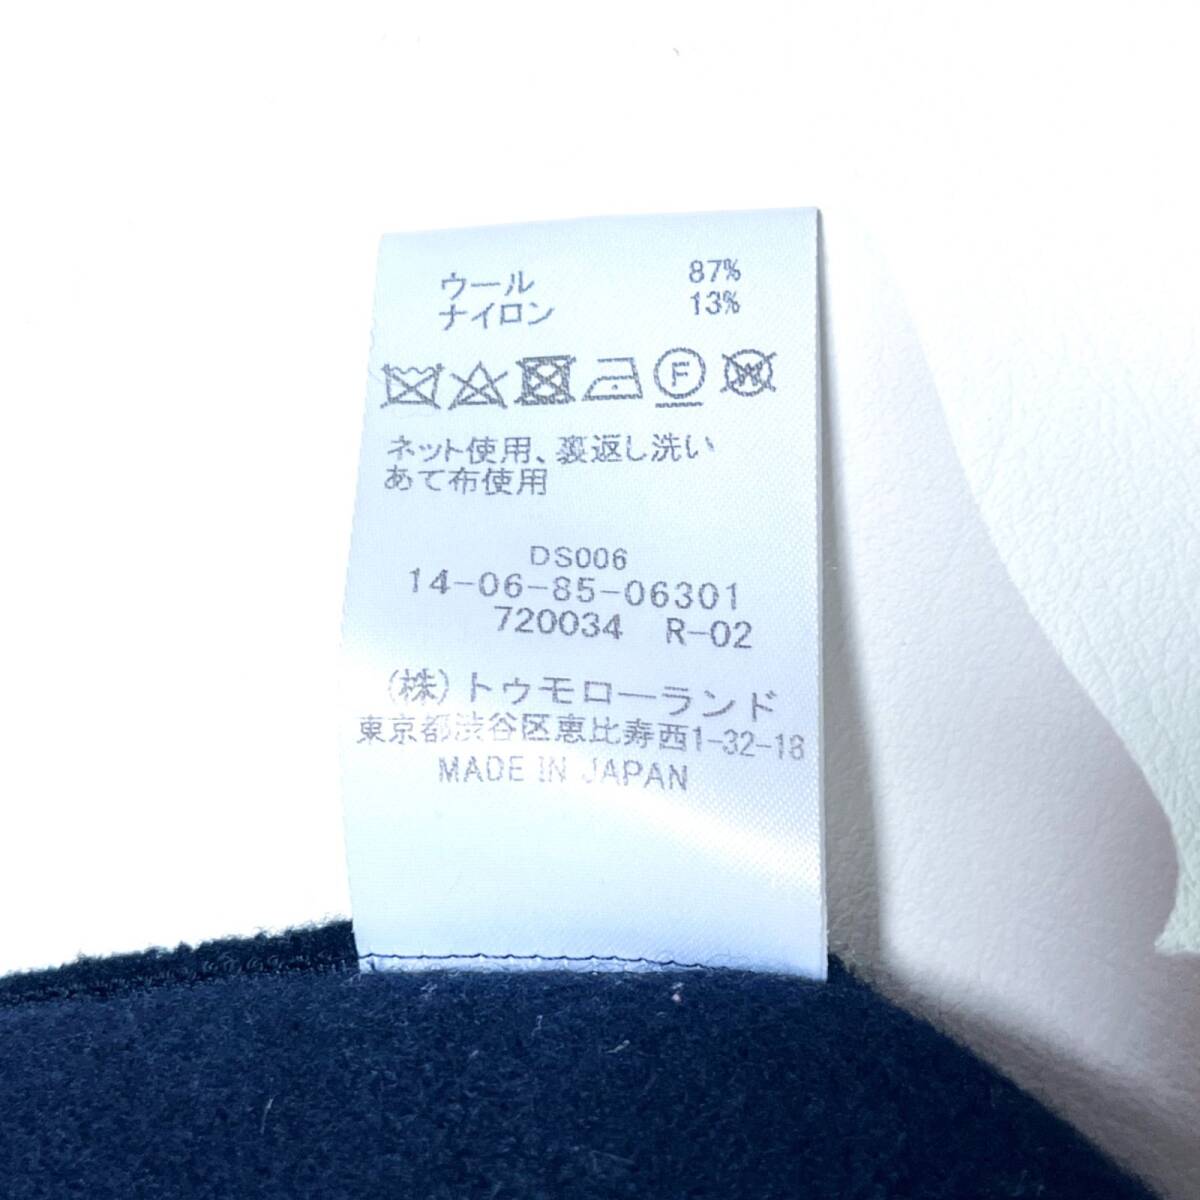 ウール 87%
ナイロン 13%
F W
ネット使用、裏返し洗い
あて布使用
DS006
14-06-85-06301
720034 R-02
(株)トゥモローランド
東京都渋谷区恵比寿西1-32-18
MADE IN JAPAN